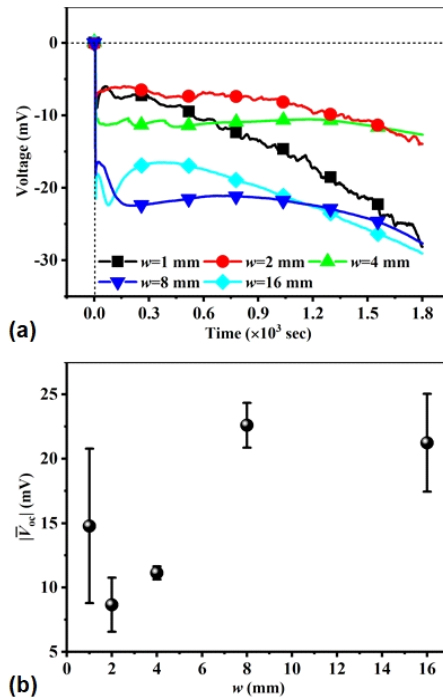 0
-10
-20
-30
Voltage (mV)
w=1 mm w=2 mm w=4 mm
w=8 mm w=16 mm
0.0 0.3 0.6 0.9 1.2 1.5 1.8
Time (×10³ sec)
(a)
25
20
15
10
5
|V̅oc| (mV)
0 2 4 6 8 10 12 14 16
w (mm)
(b)